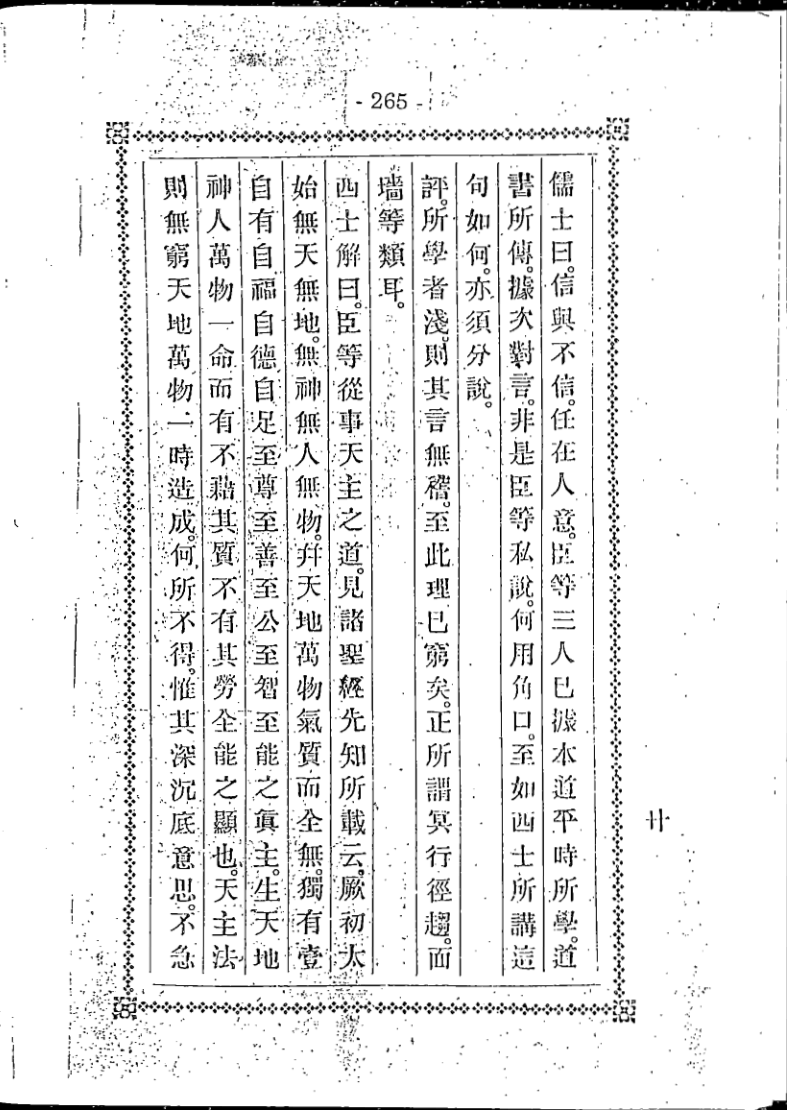 - 265 -
廿
儒士曰。信與不信。任在人意。臣等三人已據本道平時所學。道
書所傳。據次對言。非是臣等私說。何用角口。至如西士所講這
句如何。亦須分說。
評。所學者淺。則其言無稽。至此理已窮矣。正所謂冥行徑趨。面
墻等類耳。
西士解曰。臣等從事天主之道。見諸聖經先知所載云。厥初太
始無天無地。無神無人無物。幷天地萬物氣質而全無。獨有壹
自有自福自德自足至尊至善至公至智至能之眞主。生天地
神人萬物一命而有不藉其質不有其勞全能之顯也。天主法
則無窮天地萬物一時造成。何所不得。惟其深沉底意思。不急